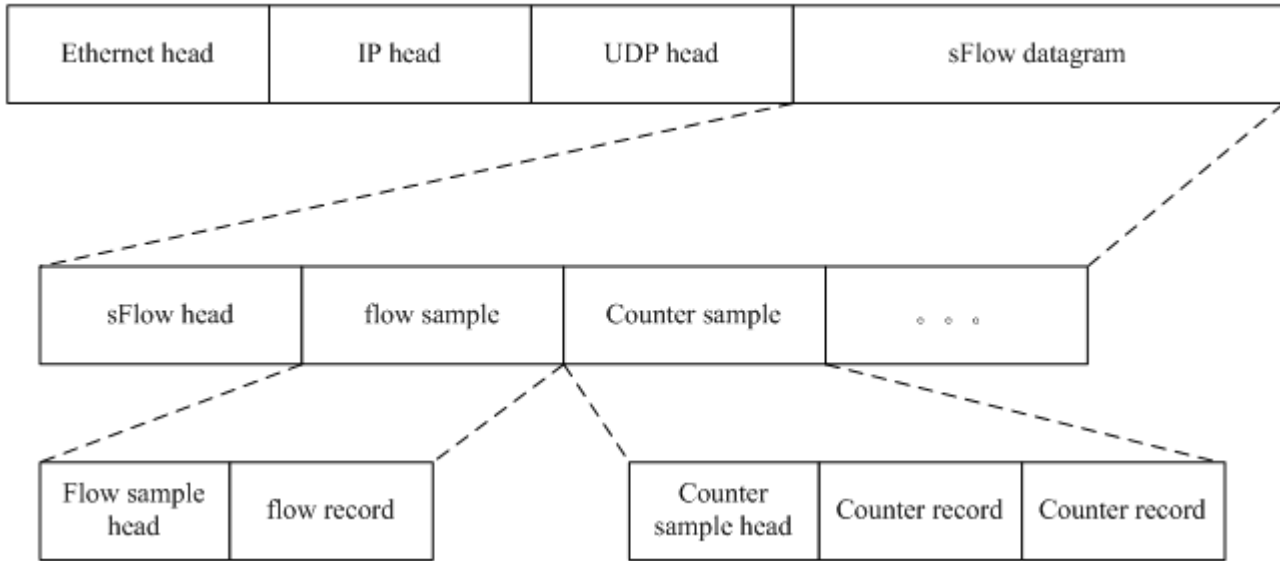 Ethernet head
IP head
UDP head
sFlow datagram
sFlow head
flow sample
Counter sample
Flow sample
head
flow record
Counter
sample head
Counter record
Counter record